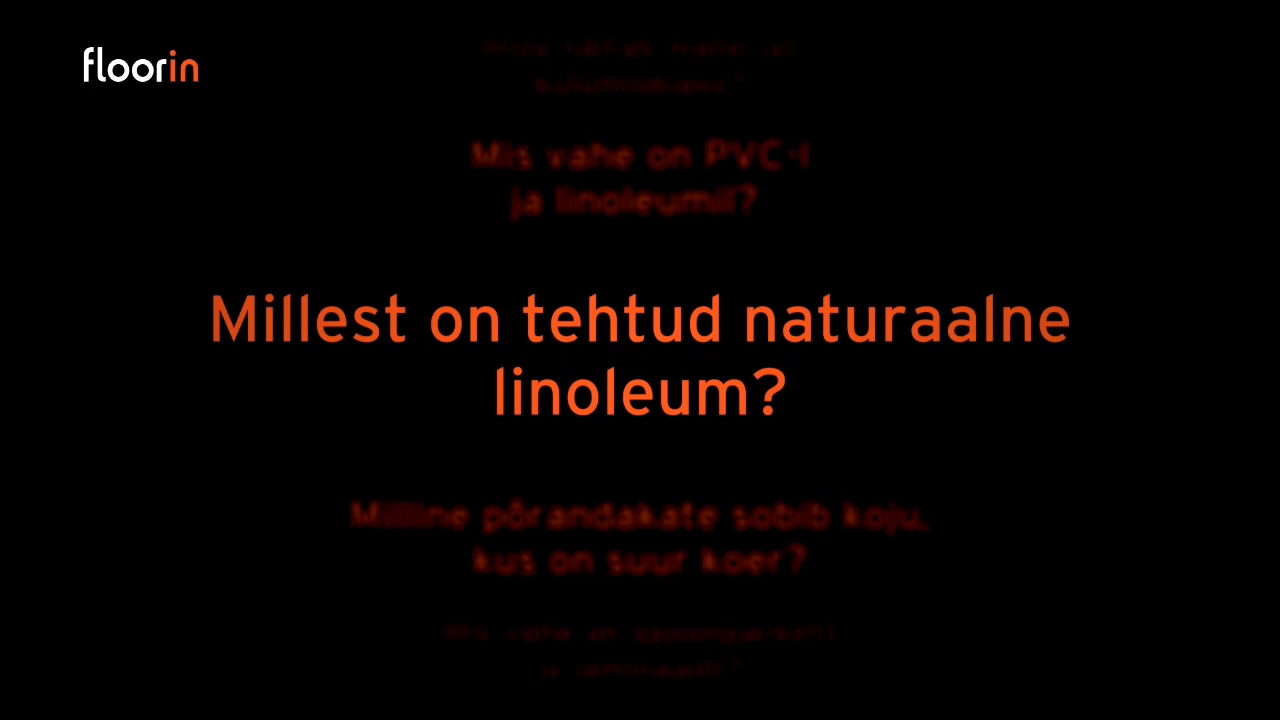 floorin
Mis vahe on PVC-l
ja linoleumil?
Millest on tehtud naturaalne
linoleum?
Milline põrandakate sobib koju,
kus on suur koer?